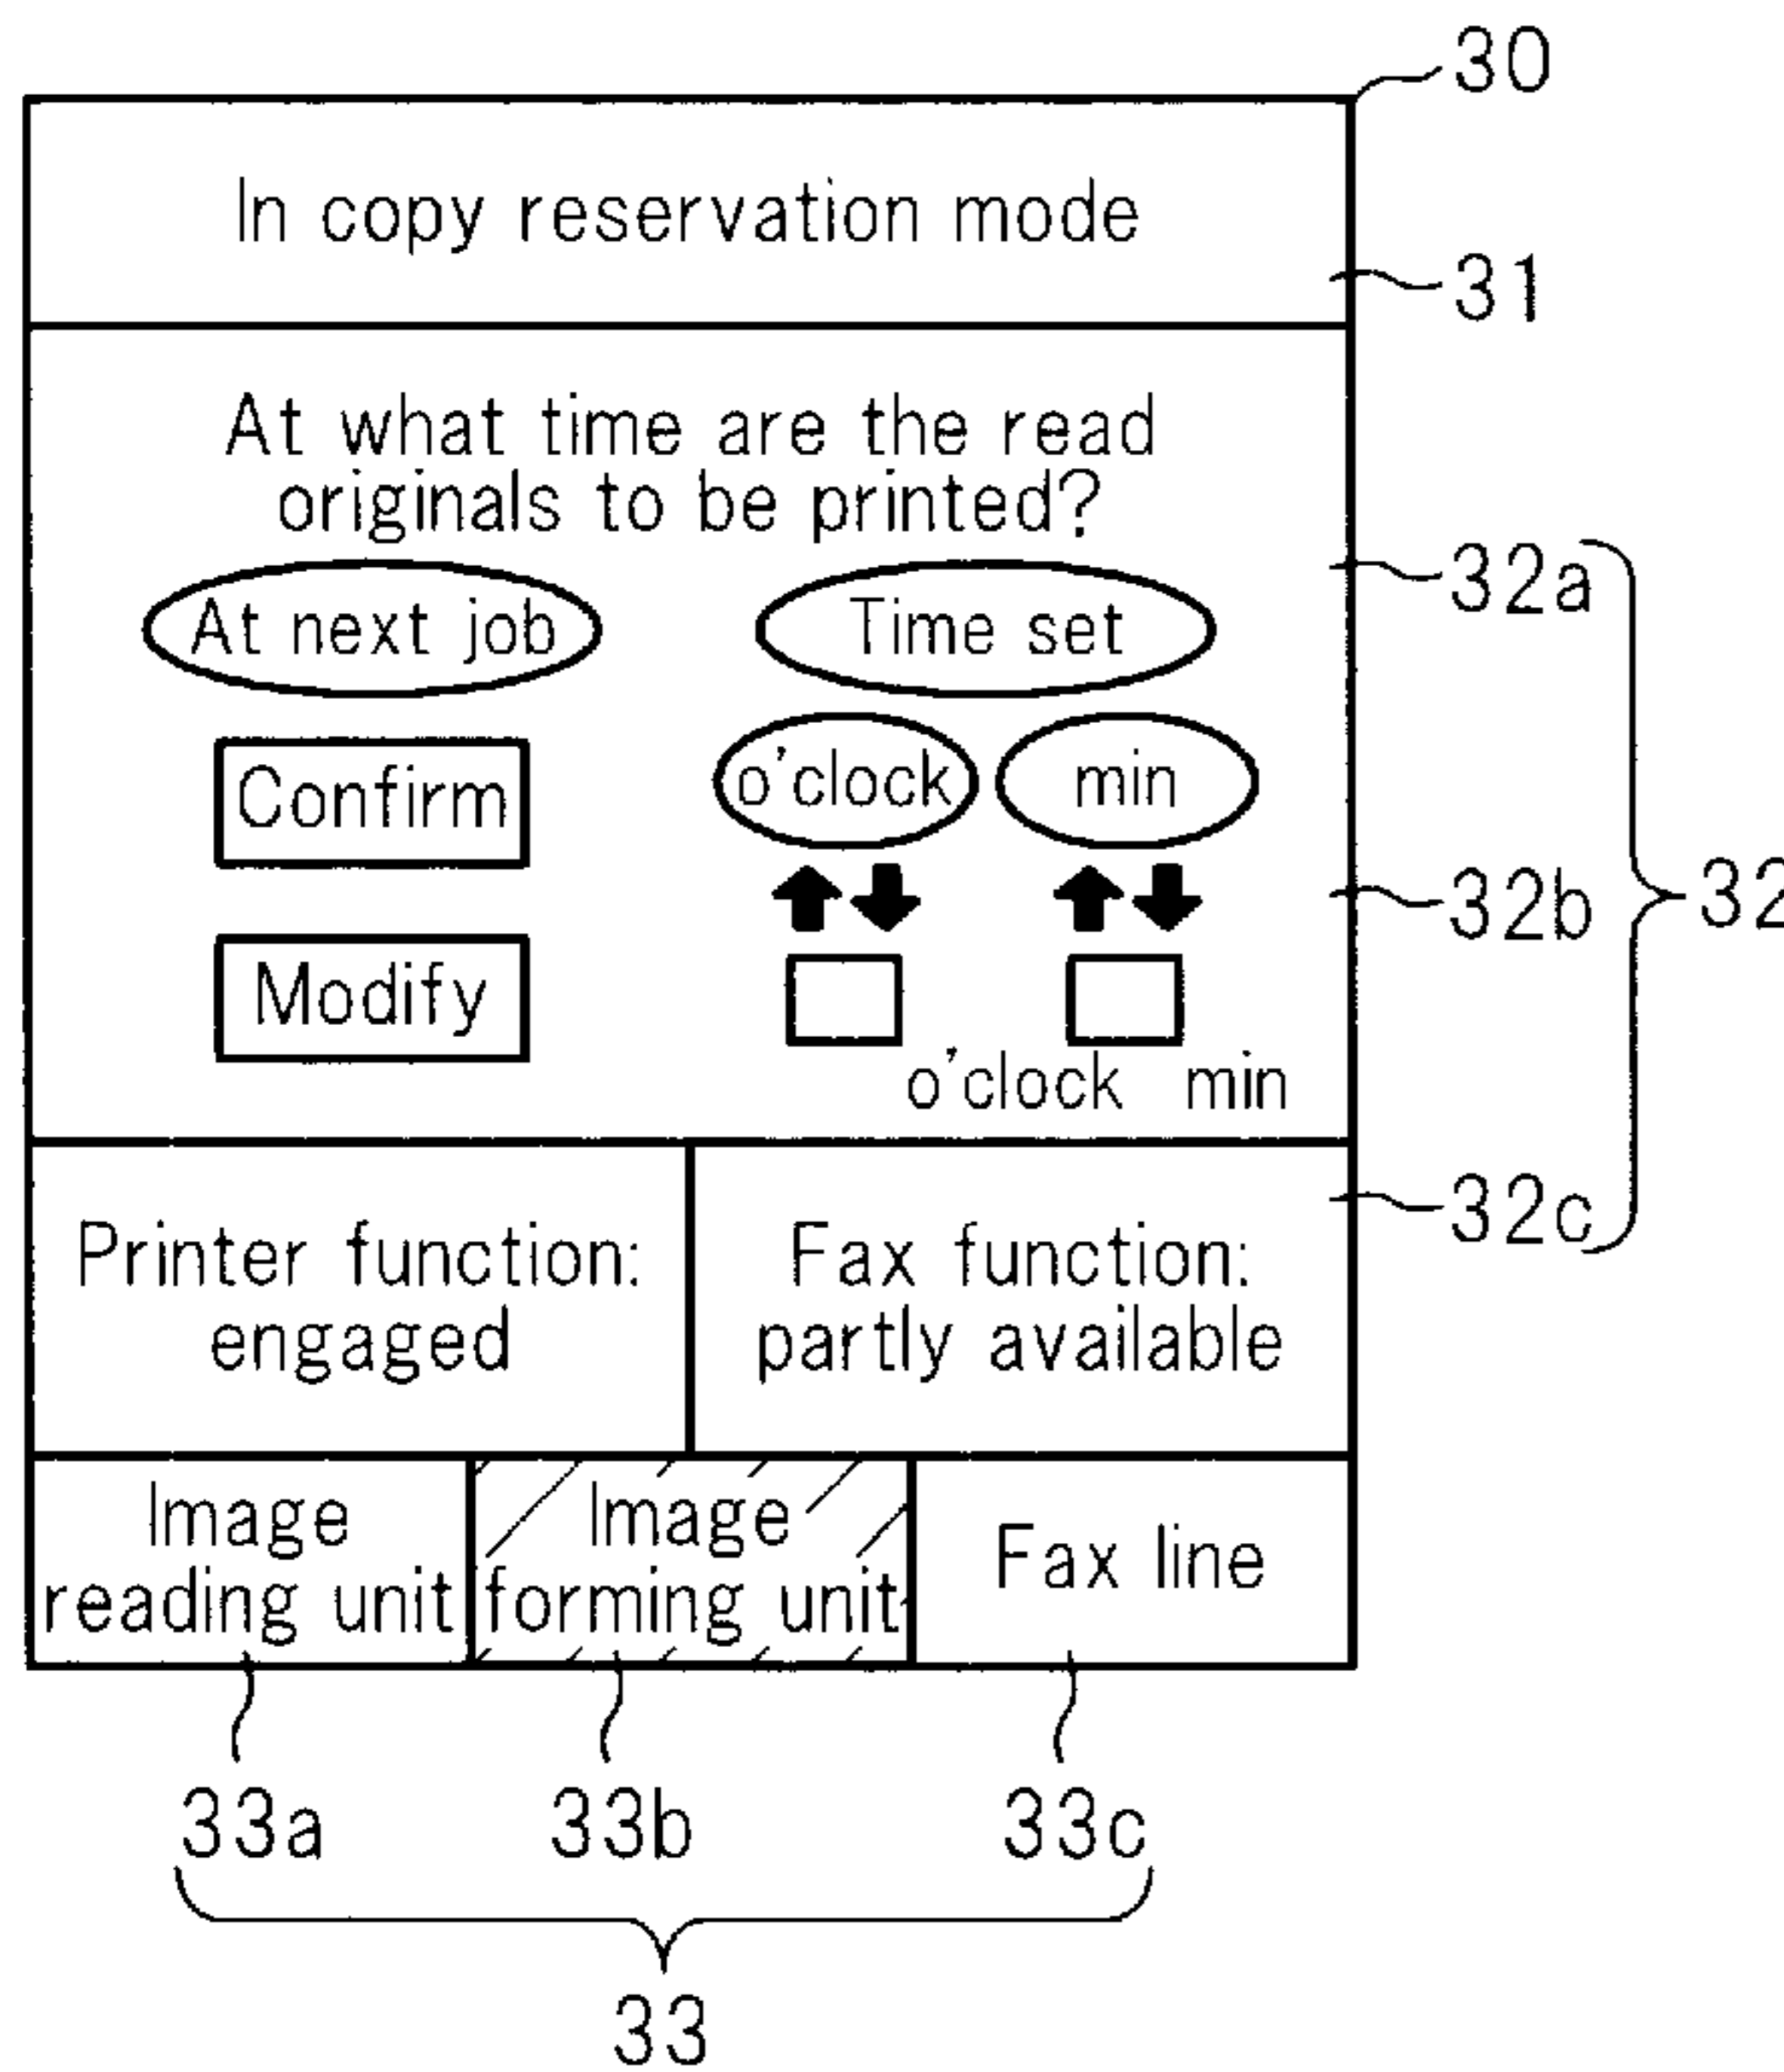 30
In copy reservation mode
31
At what time are the read
originals to be printed?
32a
At next job
Time set
Confirm
o'clock
min
32b
32
Modify
o'clock min
32c
Printer function:
engaged
Fax function:
partly available
Image
reading unit
Image
forming unit
Fax line
33a
33b
33c
33